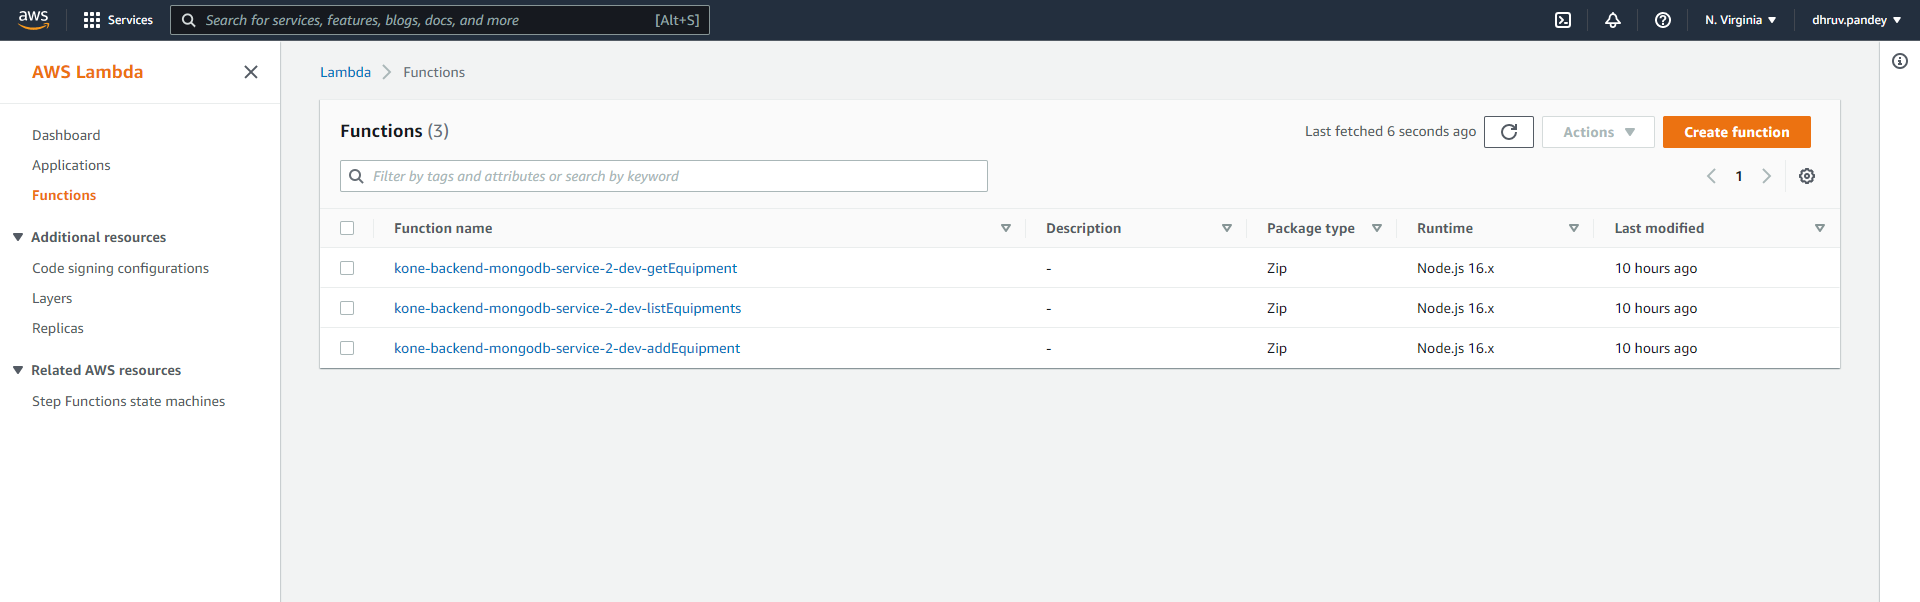 aws
Services
Search for services, features, blogs, docs, and more
[Alt+S]
N. Virginia
dhruv.pandey
AWS Lambda
Dashboard
Applications
Functions
Additional resources
Code signing configurations
Layers
Replicas
Related AWS resources
Step Functions state machines
Lambda
Functions
Functions (3)
Last fetched 6 seconds ago
Actions
Create function
Filter by tags and attributes or search by keyword
1
Function name Description Package type Runtime Last modified
kone-backend-mongodb-service-2-dev-getEquipment - Zip Node.js 16.x 10 hours ago
kone-backend-mongodb-service-2-dev-listEquipments - Zip Node.js 16.x 10 hours ago
kone-backend-mongodb-service-2-dev-addEquipment - Zip Node.js 16.x 10 hours ago